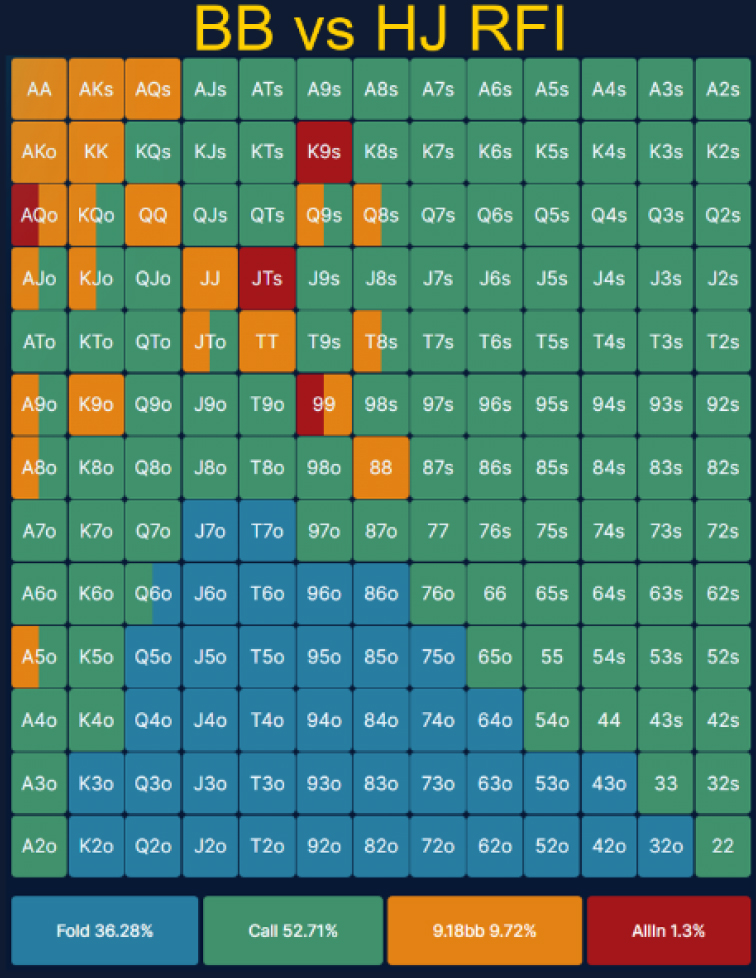 BB vs HJ RFI
AA AKs AQs AJs ATs A9s A8s A7s A6s A5s A4s A3s A2s
AKo KK KQs KJs KTs K9s K8s K7s K6s K5s K4s K3s K2s
AQo KQo QQ QJs QTs Q9s Q8s Q7s Q6s Q5s Q4s Q3s Q2s
AJo KJo QJo JJ JTs J9s J8s J7s J6s J5s J4s J3s J2s
ATo KTo QTo JTo TT T9s T8s T7s T6s T5s T4s T3s T2s
A9o K9o Q9o J9o T9o 99 98s 97s 96s 95s 94s 93s 92s
A8o K8o Q8o J8o T8o 98o 88 87s 86s 85s 84s 83s 82s
A7o K7o Q7o J7o T7o 97o 87o 77 76s 75s 74s 73s 72s
A6o K6o Q6o J6o T6o 96o 86o 76o 66 65s 64s 63s 62s
A5o K5o Q5o J5o T5o 95o 85o 75o 65o 55 54s 53s 52s
A4o K4o Q4o J4o T4o 94o 84o 74o 64o 54o 44 43s 42s
A3o K3o Q3o J3o T3o 93o 83o 73o 63o 53o 43o 33 32s
A2o K2o Q2o J2o T2o 92o 82o 72o 62o 52o 42o 32o 22
Fold 36.28% Call 52.71% 9.18bb 9.72% AllIn 1.3%